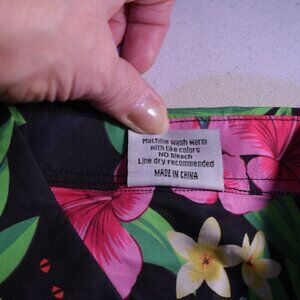 Machine wash warm
with like colors
NO bleach
Line dry recommended
MADE IN CHINA